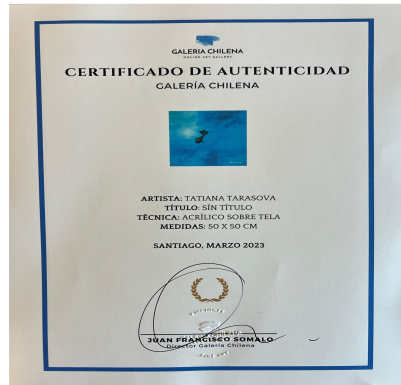 GALERIA CHILENA
ONLINE ART GALLERY
CERTIFICADO DE AUTENTICIDAD
GALERÍA CHILENA
ARTISTA: TATIANA TARASOVA
TÍTULO: SÍN TÍTULO
TÉCNICA: ACRÍLICO SOBRE TELA
MEDIDAS: 50 X 50 CM
SANTIAGO, MARZO 2023
JUAN FRANCISCO SOMALO
Director Galería Chilena